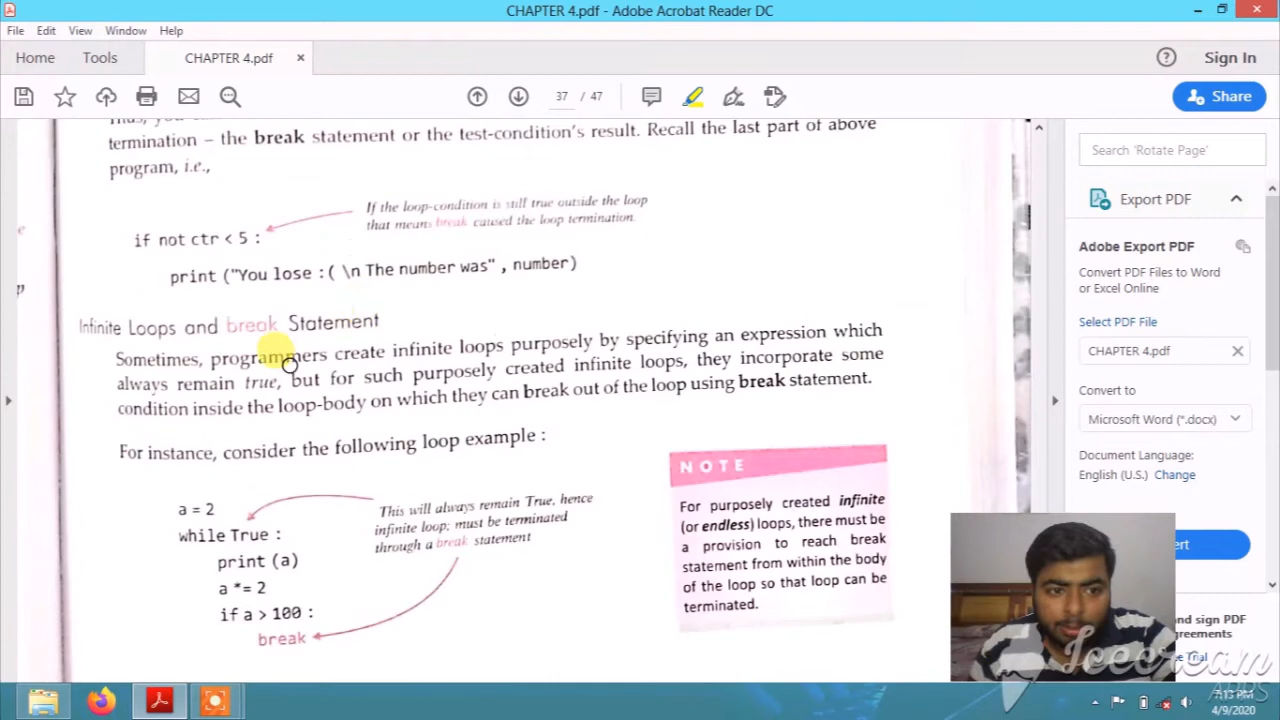 CHAPTER 4.pdf - Adobe Acrobat Reader DC
File Edit View Window Help
Home Tools CHAPTER 4.pdf × Sign In
37 / 47 Share
termination – the break statement or the test-condition's result. Recall the last part of above
program, i.e.,
If the loop-condition is still true outside the loop
that means break caused the loop termination.
if not ctr < 5 :
print ("You lose :( \n The number was" , number)
Infinite Loops and break Statement
Sometimes, programmers create infinite loops purposely by specifying an expression which
always remain true, but for such purposely created infinite loops, they incorporate some
condition inside the loop-body on which they can break out of the loop using break statement.
For instance, consider the following loop example :
a = 2
while True :
print (a)
a *= 2
if a > 100 :
break
This will always remain True, hence
infinite loop; must be terminated
through a break statement
NOTE
For purposely created infinite
(or endless) loops, there must be
a provision to reach break
statement from within the body
of the loop so that loop can be
terminated.
Search 'Rotate Page'
Export PDF
Adobe Export PDF
Convert PDF Files to Word
or Excel Online
Select PDF File
CHAPTER 4.pdf
Convert to
Microsoft Word (*.docx)
Document Language:
English (U.S.) Change
Icecream
APPS
7:13 PM
4/9/2020